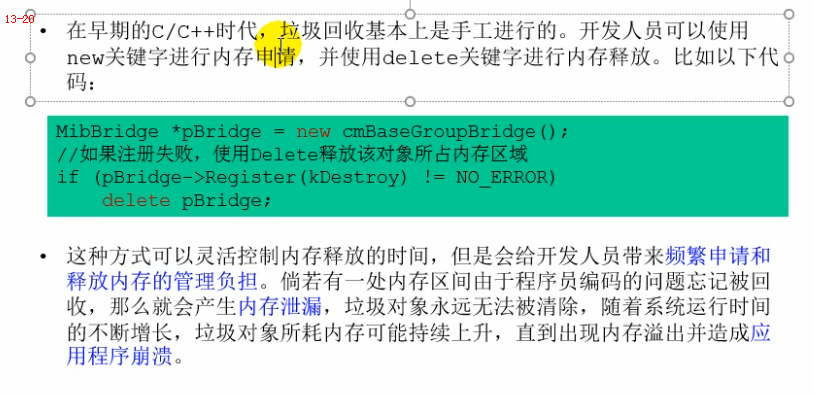 13-20
• 在早期的C/C++时代，垃圾回收基本上是手工进行的。开发人员可以使用
new关键字进行内存申请，并使用delete关键字进行内存释放。比如以下代
码：
MibBridge *pBridge = new cmBaseGroupBridge();
//如果注册失败，使用Delete释放该对象所占内存区域
if (pBridge->Register(kDestroy) != NO_ERROR)
    delete pBridge;
• 这种方式可以灵活控制内存释放的时间，但是会给开发人员带来频繁申请和
释放内存的管理负担。倘若有一处内存区间由于程序员编码的问题忘记被回
收，那么就会产生内存泄漏，垃圾对象永远无法被清除，随着系统运行时间
的不断增长，垃圾对象所耗内存可能持续上升，直到出现内存溢出并造成应
用程序崩溃。